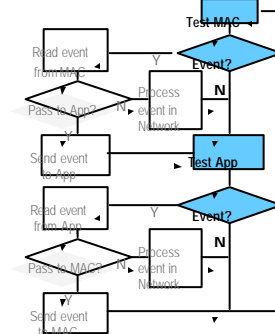 Test MAC
Event?
Y
Read event
from MAC
N
Process
event in
Network
Pass to App?
N
Y
Send event
to App
Test App
Event?
Y
Read event
from App
N
Process
event in
Network
Pass to MAC?
N
Y
Send event
to MAC